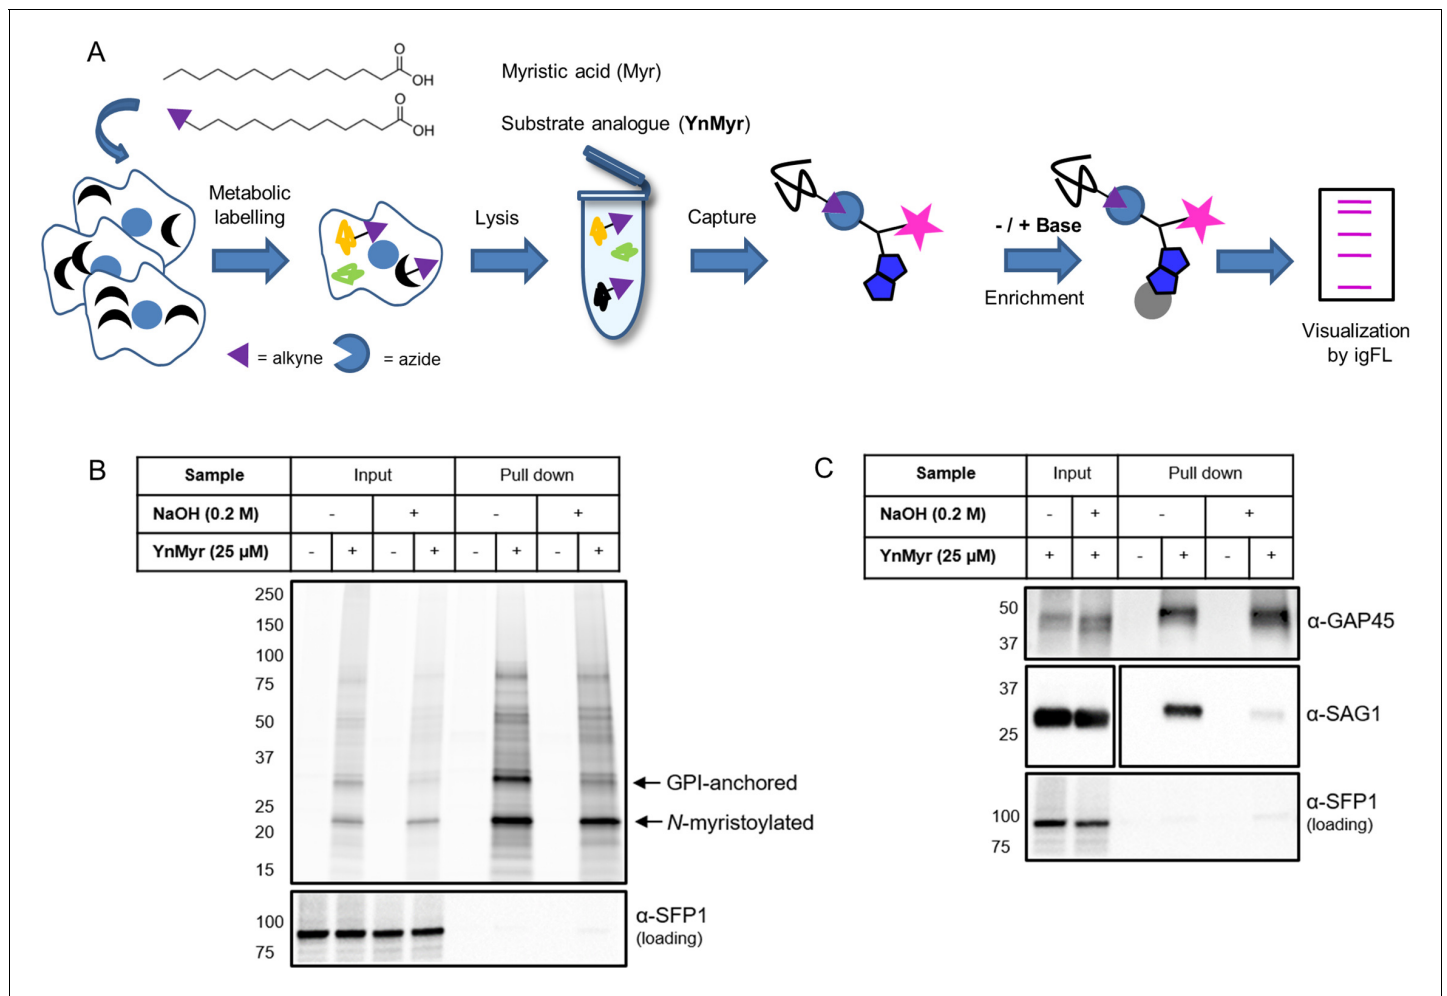 A
O
OH
Myristic acid (Myr)
O
OH
Substrate analogue (YnMyr)
Metabolic
labelling
Lysis
Capture
- / + Base
Enrichment
= alkyne
= azide
Visualization
by igFL
B
Sample Input Pull down
NaOH (0.2 M) - + - +
YnMyr (25 µM) - + - + - + - +
250
150
100
75
50
37
25
20
15
GPI-anchored
N-myristoylated
100
75
α-SFP1
(loading)
C
Sample Input Pull down
NaOH (0.2 M) - + - +
YnMyr (25 µM) + + - + - +
50
37
α-GAP45
37
25
α-SAG1
100
75
α-SFP1
(loading)